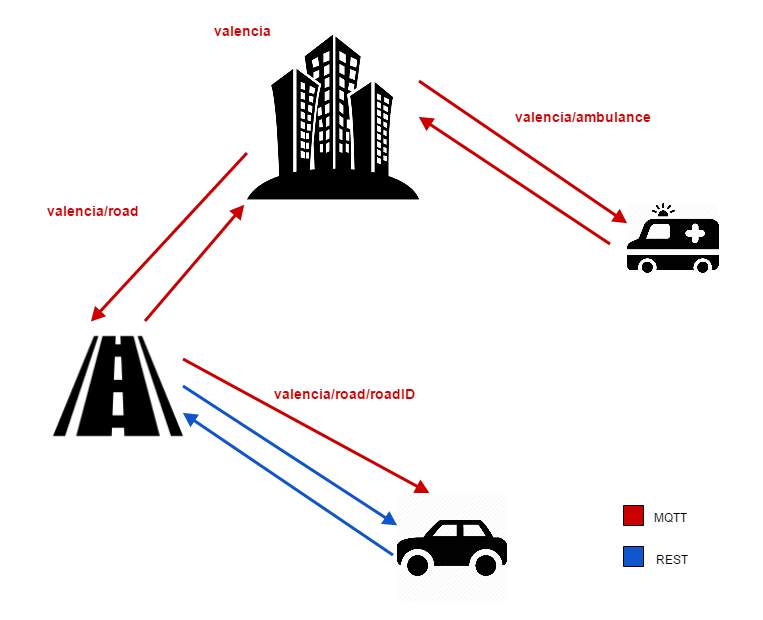 valencia
valencia/ambulance
valencia/road
valencia/road/roadID
MQTT
REST